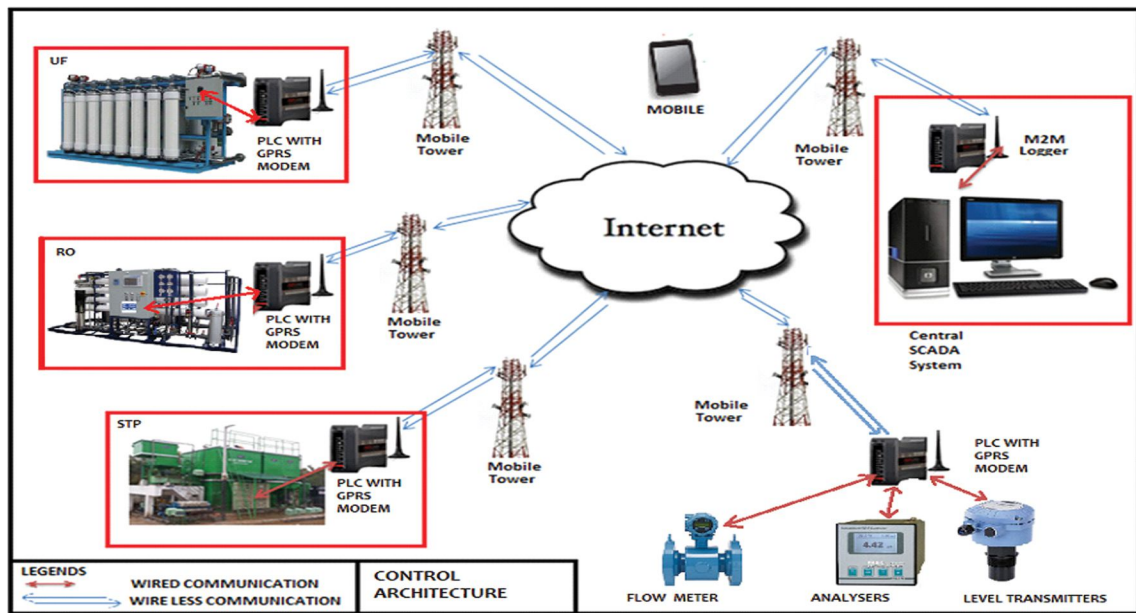 UF
PLC WITH
GPRS
MODEM
Mobile
Tower
MOBILE
Mobile
Tower
M2M
Logger
Internet
RO
PLC WITH
GPRS
MODEM
Mobile
Tower
Central
SCADA
System
STP
PLC WITH
GPRS
MODEM
Mobile
Tower
Mobile
Tower
PLC WITH
GPRS
MODEM
4.42
FLOW METER
ANALYSERS
LEVEL TRANSMITTERS
LEGENDS
WIRED COMMUNICATION
WIRE LESS COMMUNICATION
CONTROL
ARCHITECTURE